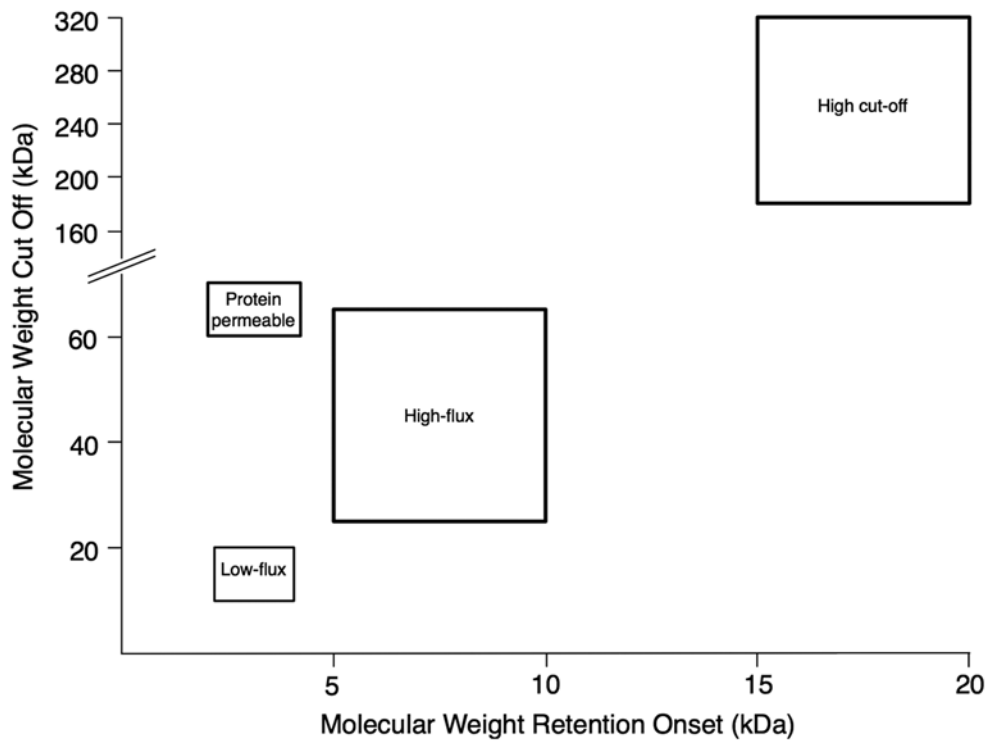 320
280
240
200
160
60
40
20
Molecular Weight Cut Off (kDa)
High cut-off
Protein
permeable
High-flux
Low-flux
5
10
15
20
Molecular Weight Retention Onset (kDa)